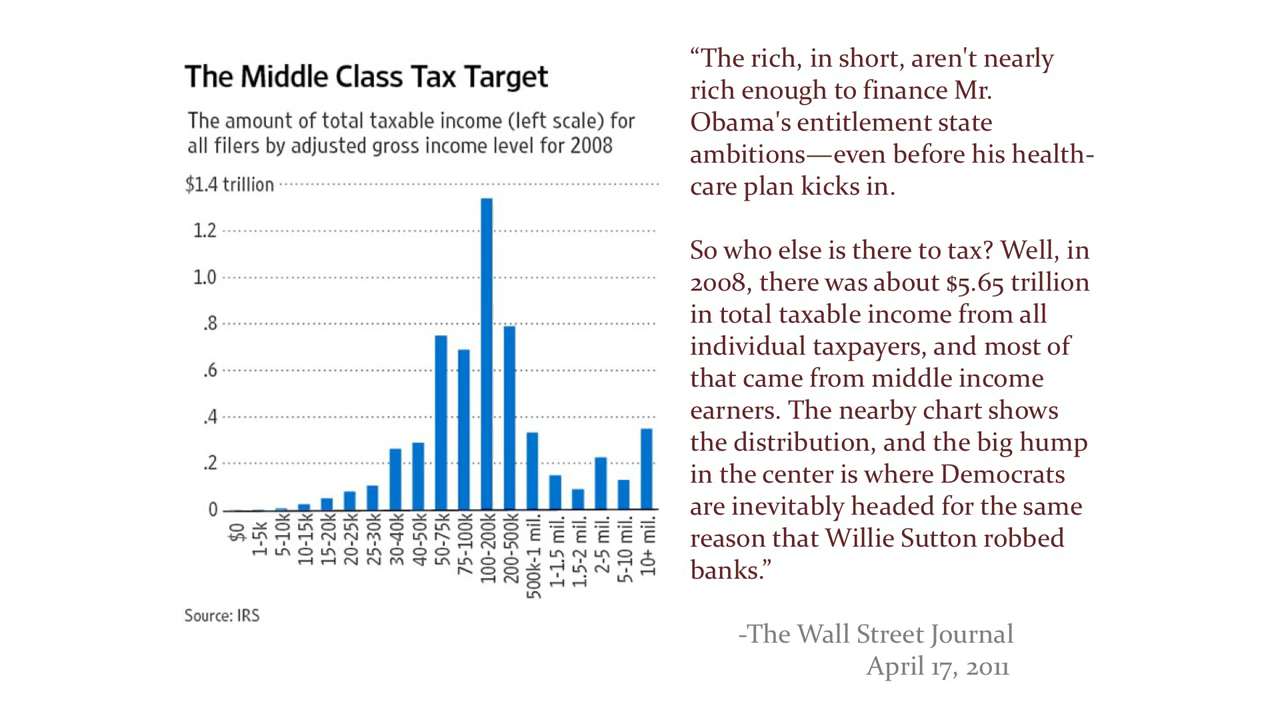 The Middle Class Tax Target
The amount of total taxable income (left scale) for
all filers by adjusted gross income level for 2008
$1.4 trillion
1.2
1.0
.8
.6
.4
.2
0
$0
1-5k
5-10k
10-15k
15-20k
20-25k
25-30k
30-40k
40-50k
50-75k
75-100k
100-200k
200-500k
500k-1 mil.
1-1.5 mil.
1.5-2 mil.
2-5 mil.
5-10 mil.
10+ mil.
Source: IRS
“The rich, in short, aren't nearly
rich enough to finance Mr.
Obama's entitlement state
ambitions—even before his health-
care plan kicks in.
So who else is there to tax? Well, in
2008, there was about $5.65 trillion
in total taxable income from all
individual taxpayers, and most of
that came from middle income
earners. The nearby chart shows
the distribution, and the big hump
in the center is where Democrats
are inevitably headed for the same
reason that Willie Sutton robbed
banks.”
-The Wall Street Journal
April 17, 2011